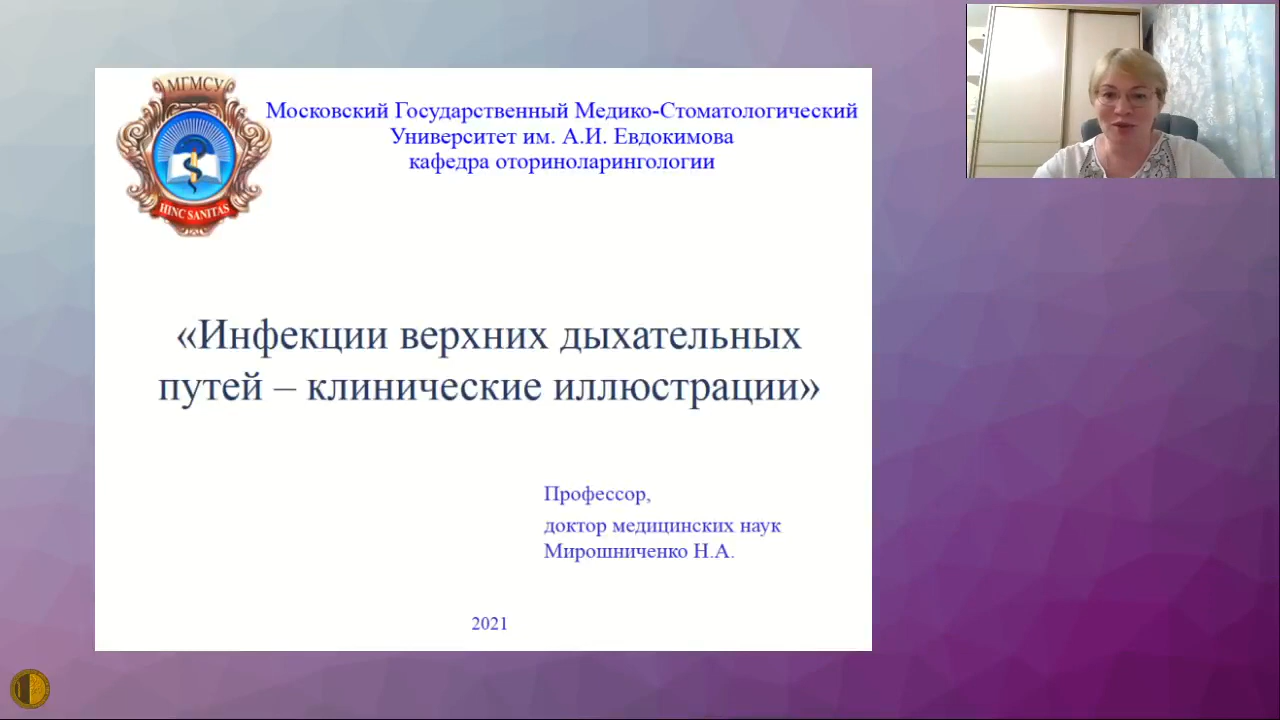 МГМСУ
HINC SANITAS
Московский Государственный Медико-Стоматологический
Университет им. А.И. Евдокимова
кафедра оториноларингологии
«Инфекции верхних дыхательных
путей – клинические иллюстрации»
Профессор,
доктор медицинских наук
Мирошниченко Н.А.
2021